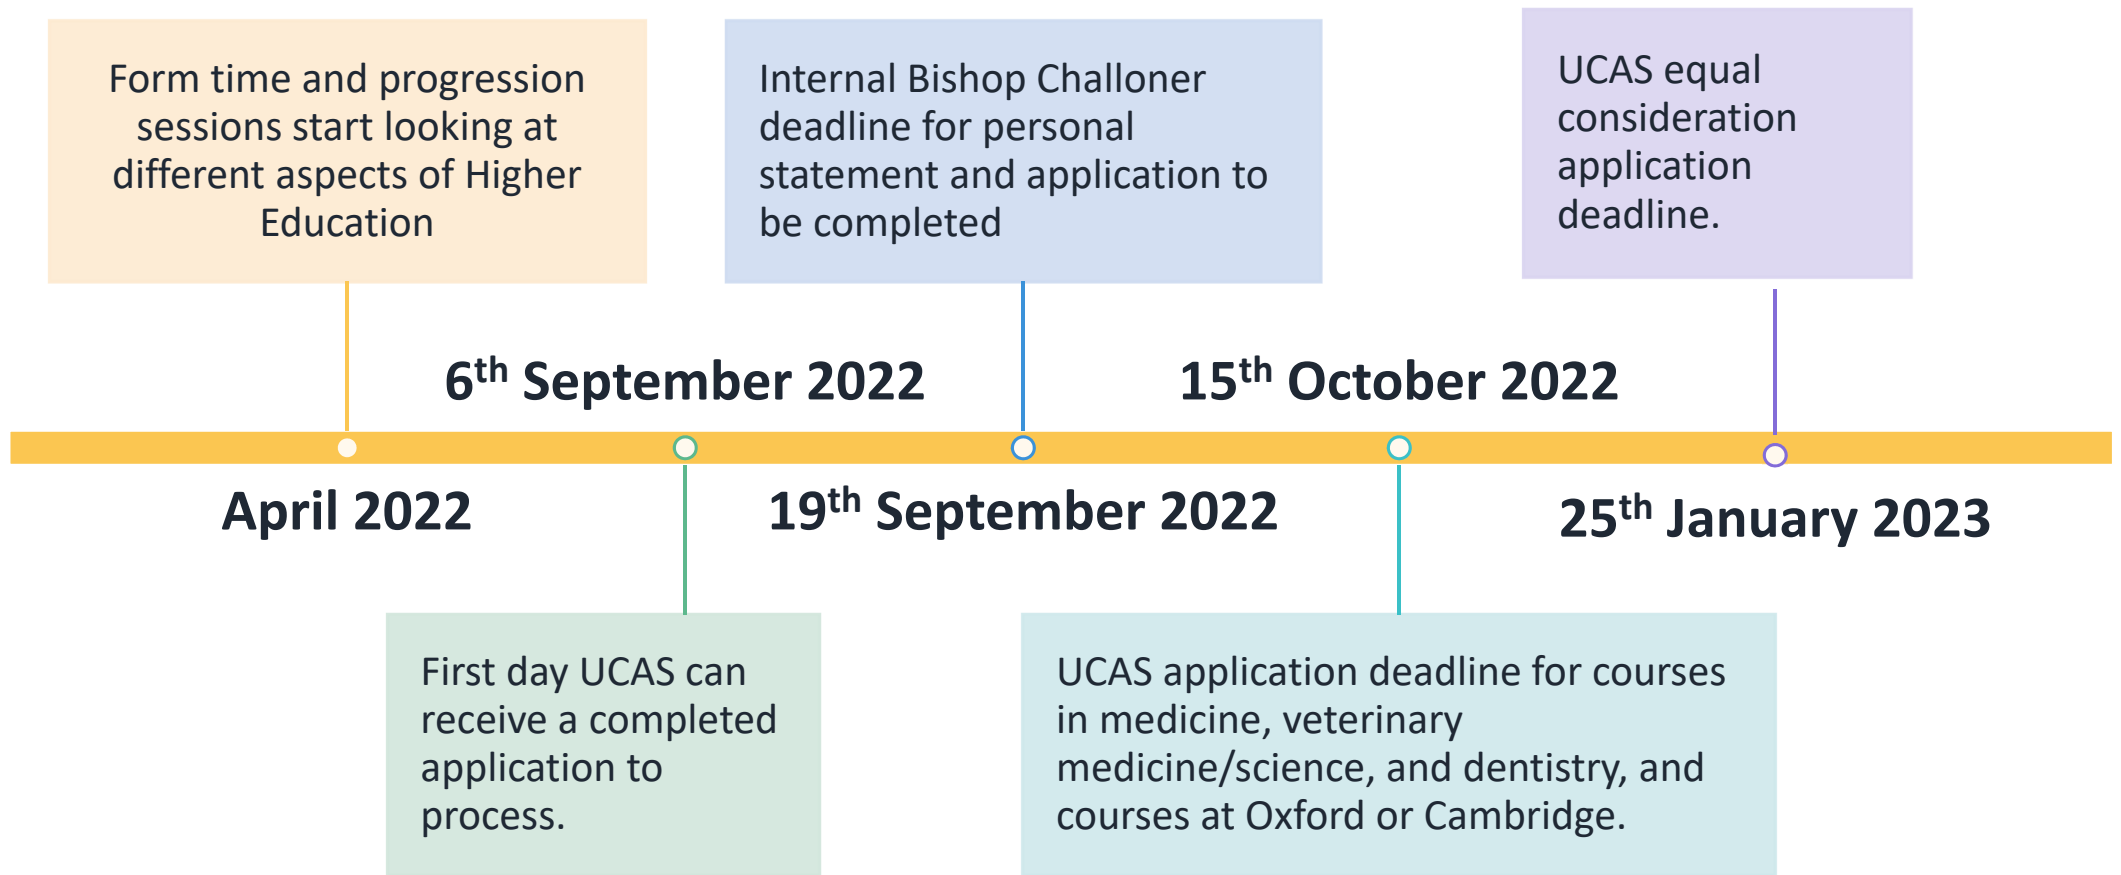 Form time and progression
sessions start looking at
different aspects of Higher
Education
Internal Bishop Challoner
deadline for personal
statement and application to
be completed
UCAS equal
consideration
application
deadline.
6th September 2022
15th October 2022
April 2022
19th September 2022
25th January 2023
First day UCAS can
receive a completed
application to
process.
UCAS application deadline for courses
in medicine, veterinary
medicine/science, and dentistry, and
courses at Oxford or Cambridge.